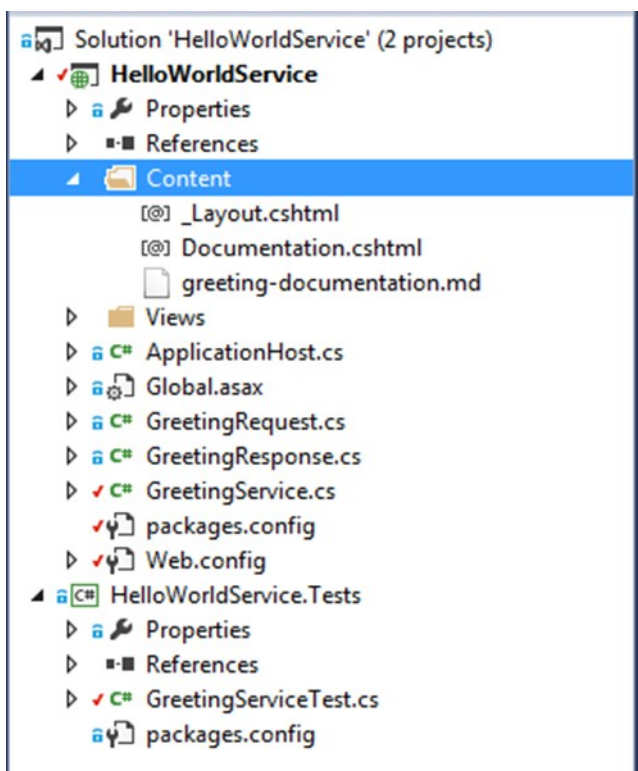 Solution 'HelloWorldService' (2 projects)
HelloWorldService
Properties
References
Content
[@] _Layout.cshtml
[@] Documentation.cshtml
greeting-documentation.md
Views
C# ApplicationHost.cs
Global.asax
C# GreetingRequest.cs
C# GreetingResponse.cs
C# GreetingService.cs
packages.config
Web.config
C# HelloWorldService.Tests
Properties
References
C# GreetingServiceTest.cs
packages.config